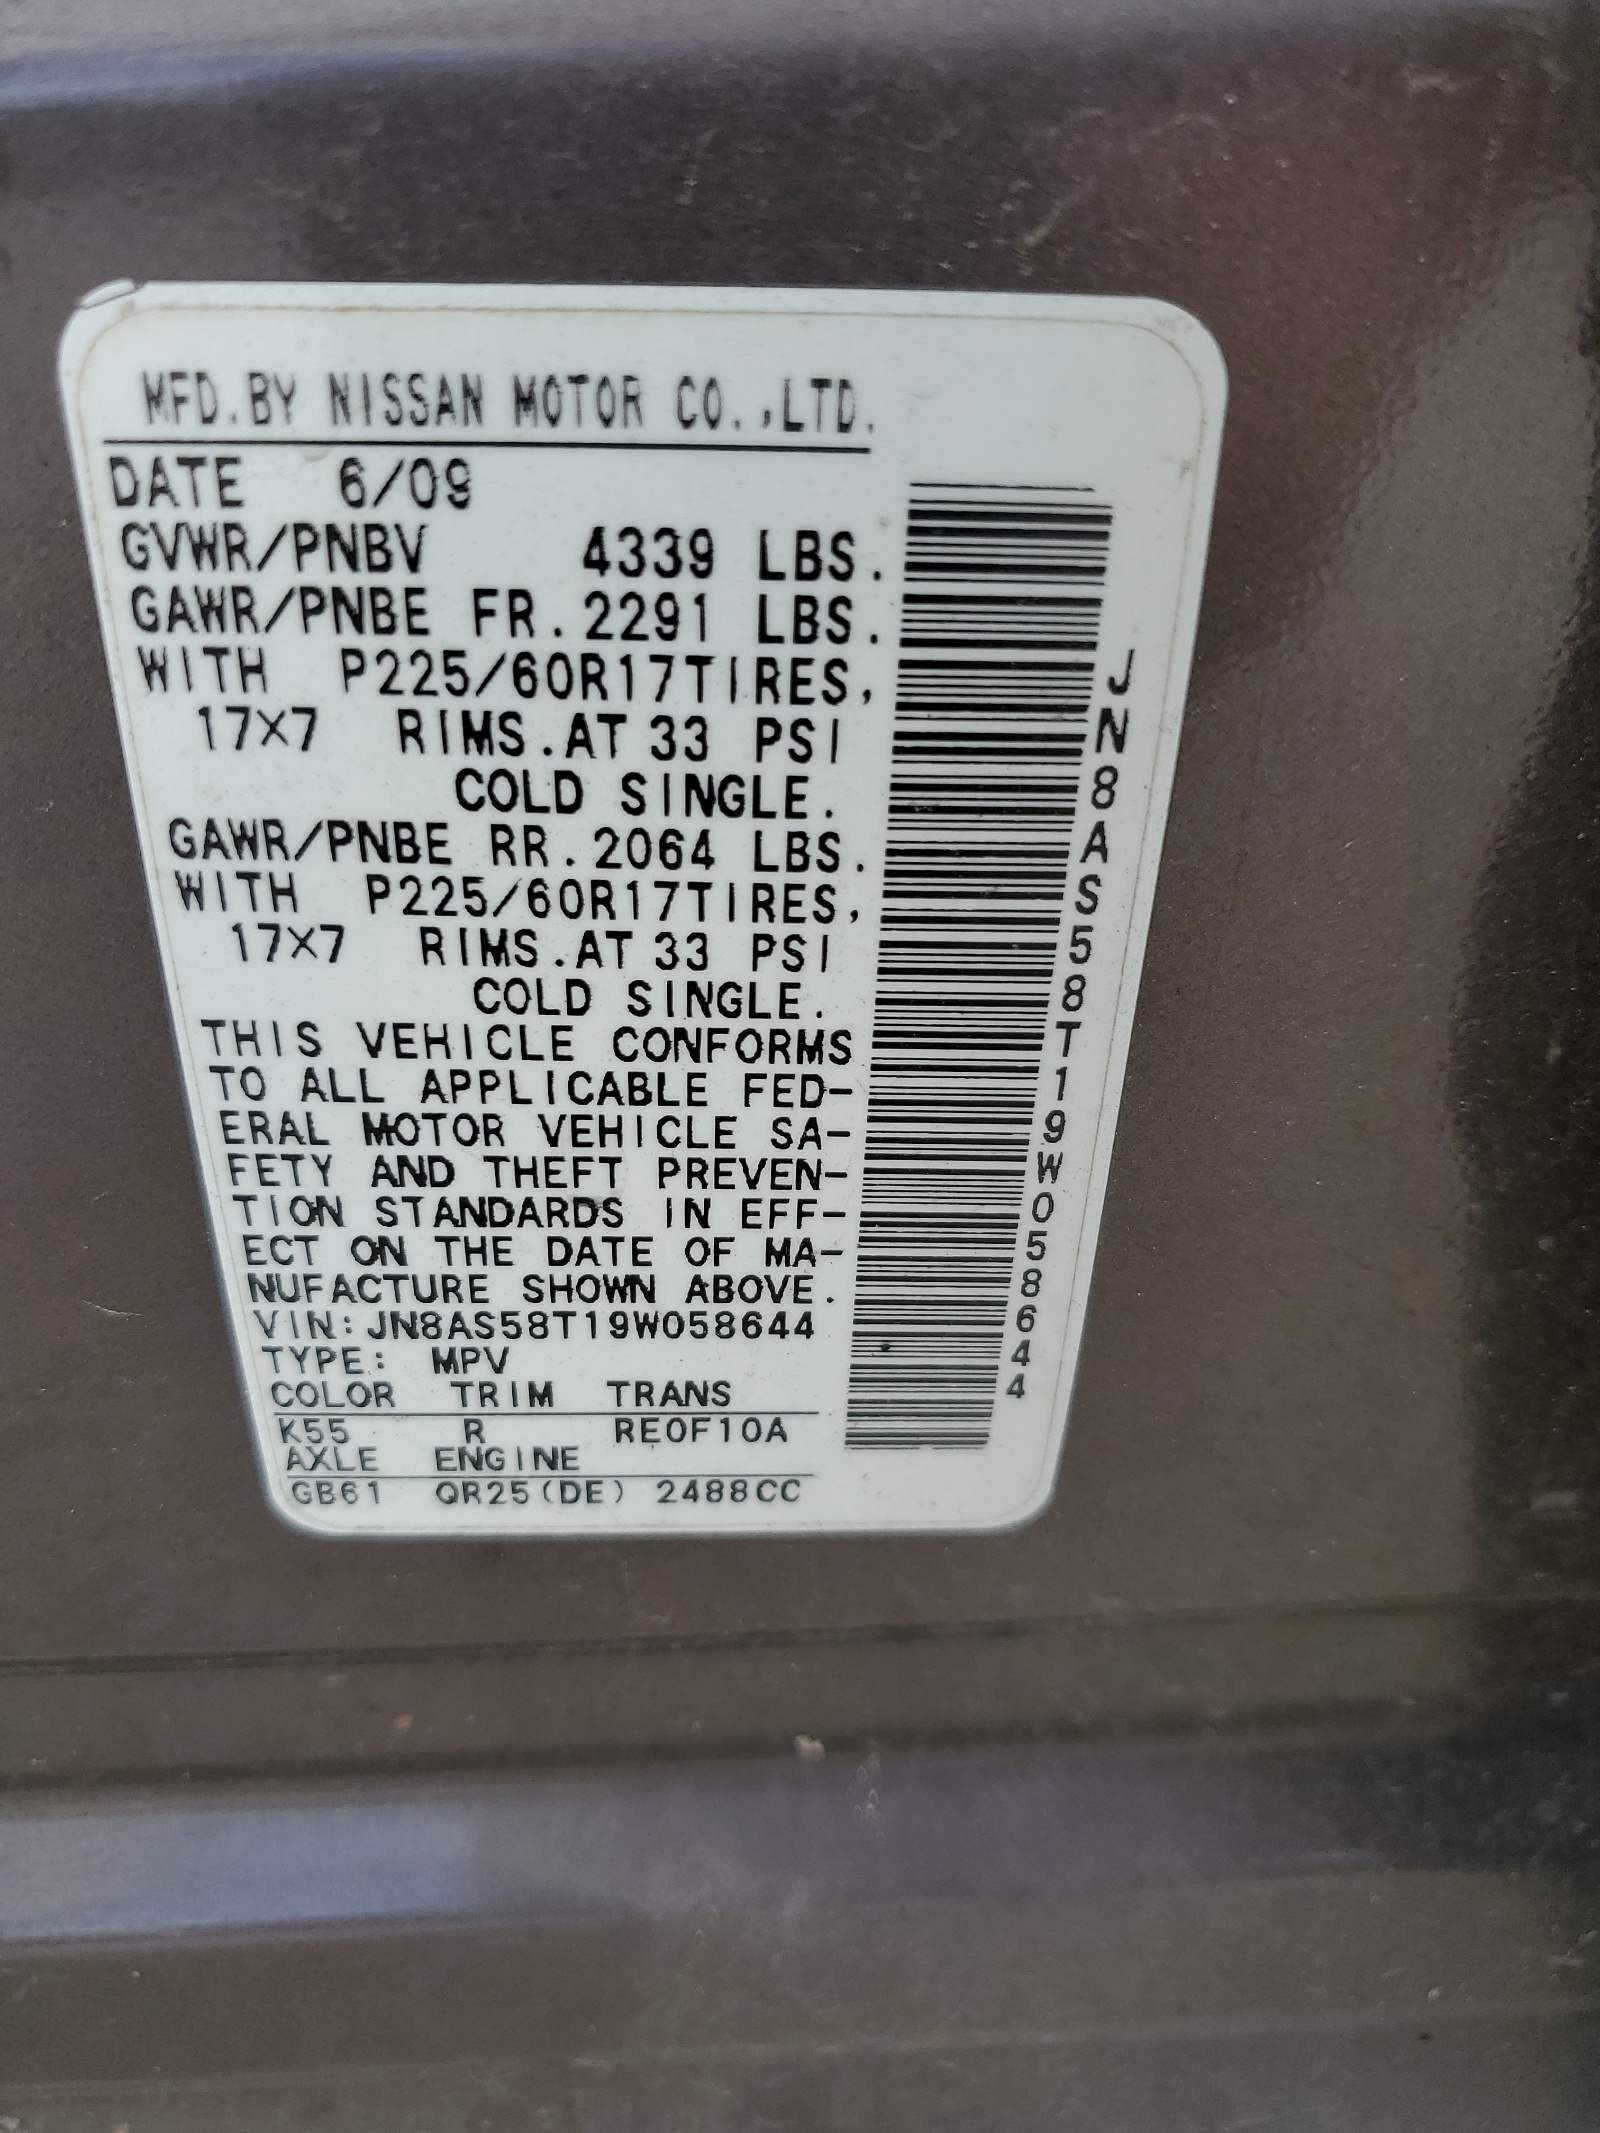 MFD.BY NISSAN MOTOR CO.,LTD.
DATE 6/09
GVWR/PNBV 4339 LBS.
GAWR/PNBE FR.2291 LBS.
WITH P225/60R17TIRES,
17X7 RIMS.AT 33 PSI
COLD SINGLE.
GAWR/PNBE RR.2064 LBS.
WITH P225/60R17TIRES,
17X7 RIMS.AT 33 PSI
COLD SINGLE.
THIS VEHICLE CONFORMS
TO ALL APPLICABLE FED-
ERAL MOTOR VEHICLE SA-
FETY AND THEFT PREVEN-
TION STANDARDS IN EFF-
ECT ON THE DATE OF MA-
NUFACTURE SHOWN ABOVE.
VIN:JN8AS58T19W058644
TYPE: MPV
COLOR TRIM TRANS
K55 R RE0F10A
AXLE ENGINE
GB61 QR25(DE) 2488CC
JN8AS58T19W058644